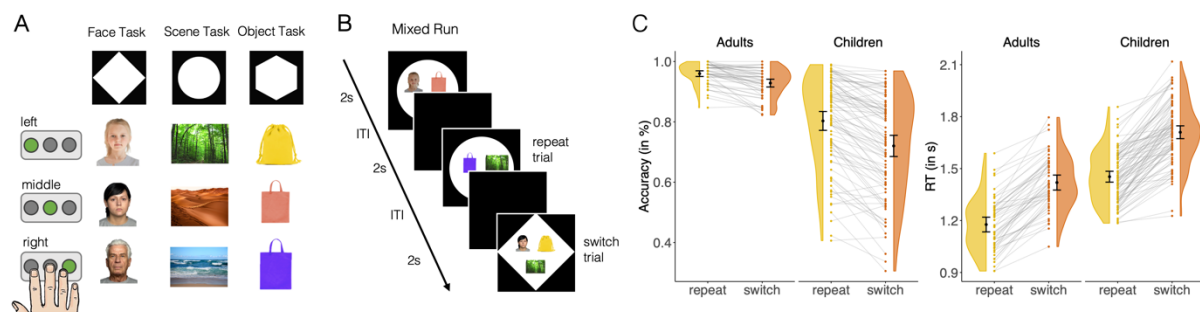 A
Face Task Scene Task Object Task
left
middle
right
B
Mixed Run
2s
ITI
2s
ITI
2s
repeat
trial
switch
trial
C
Adults Children
Accuracy (in %)
1.0
0.8
0.6
0.4
repeat switch repeat switch
Adults Children
RT (in s)
2.1
1.8
1.5
1.2
0.9
repeat switch repeat switch